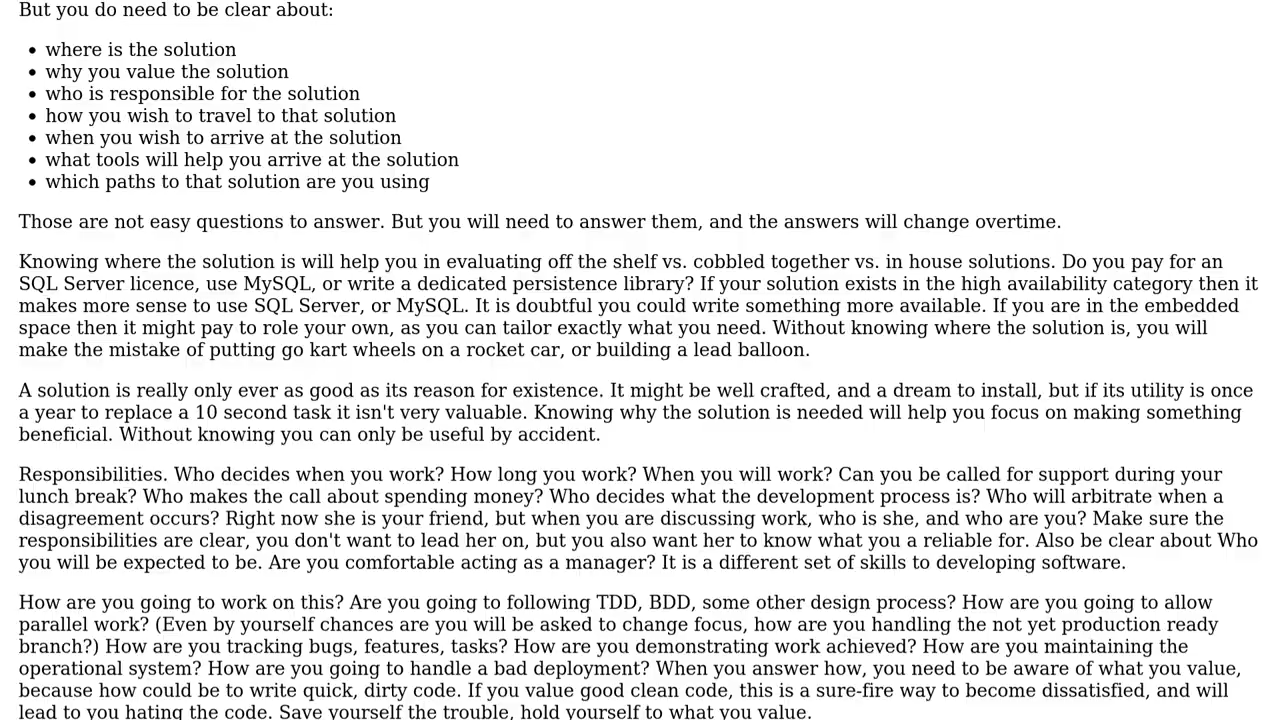 But you do need to be clear about:
• where is the solution
• why you value the solution
• who is responsible for the solution
• how you wish to travel to that solution
• when you wish to arrive at the solution
• what tools will help you arrive at the solution
• which paths to that solution are you using
Those are not easy questions to answer. But you will need to answer them, and the answers will change overtime.
Knowing where the solution is will help you in evaluating off the shelf vs. cobbled together vs. in house solutions. Do you pay for an
SQL Server licence, use MySQL, or write a dedicated persistence library? If your solution exists in the high availability category then it
makes more sense to use SQL Server, or MySQL. It is doubtful you could write something more available. If you are in the embedded
space then it might pay to role your own, as you can tailor exactly what you need. Without knowing where the solution is, you will
make the mistake of putting go kart wheels on a rocket car, or building a lead balloon.
A solution is really only ever as good as its reason for existence. It might be well crafted, and a dream to install, but if its utility is once
a year to replace a 10 second task it isn't very valuable. Knowing why the solution is needed will help you focus on making something
beneficial. Without knowing you can only be useful by accident.
Responsibilities. Who decides when you work? How long you work? When you will work? Can you be called for support during your
lunch break? Who makes the call about spending money? Who decides what the development process is? Who will arbitrate when a
disagreement occurs? Right now she is your friend, but when you are discussing work, who is she, and who are you? Make sure the
responsibilities are clear, you don't want to lead her on, but you also want her to know what you a reliable for. Also be clear about Who
you will be expected to be. Are you comfortable acting as a manager? It is a different set of skills to developing software.
How are you going to work on this? Are you going to following TDD, BDD, some other design process? How are you going to allow
parallel work? (Even by yourself chances are you will be asked to change focus, how are you handling the not yet production ready
branch?) How are you tracking bugs, features, tasks? How are you demonstrating work achieved? How are you maintaining the
operational system? How are you going to handle a bad deployment? When you answer how, you need to be aware of what you value,
because how could be to write quick, dirty code. If you value good clean code, this is a sure-fire way to become dissatisfied, and will
lead to you hating the code. Save yourself the trouble, hold yourself to what you value.